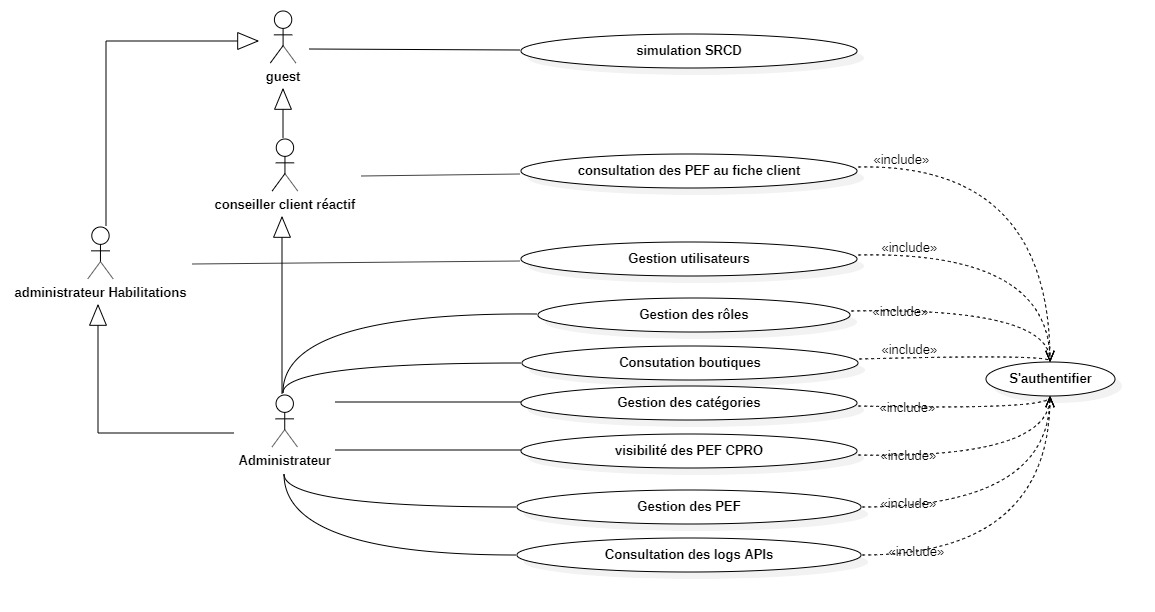 guest
simulation SRCD
conseiller client réactif
consultation des PEF au fiche client
«include»
administrateur Habilitations
Gestion utilisateurs
«include»
Gestion des rôles
«include»
Consutation boutiques
«include»
S'authentifier
Gestion des catégories
«include»
Administrateur
visibilité des PEF CPRO
«include»
Gestion des PEF
«include»
Consultation des logs APIs
«include»